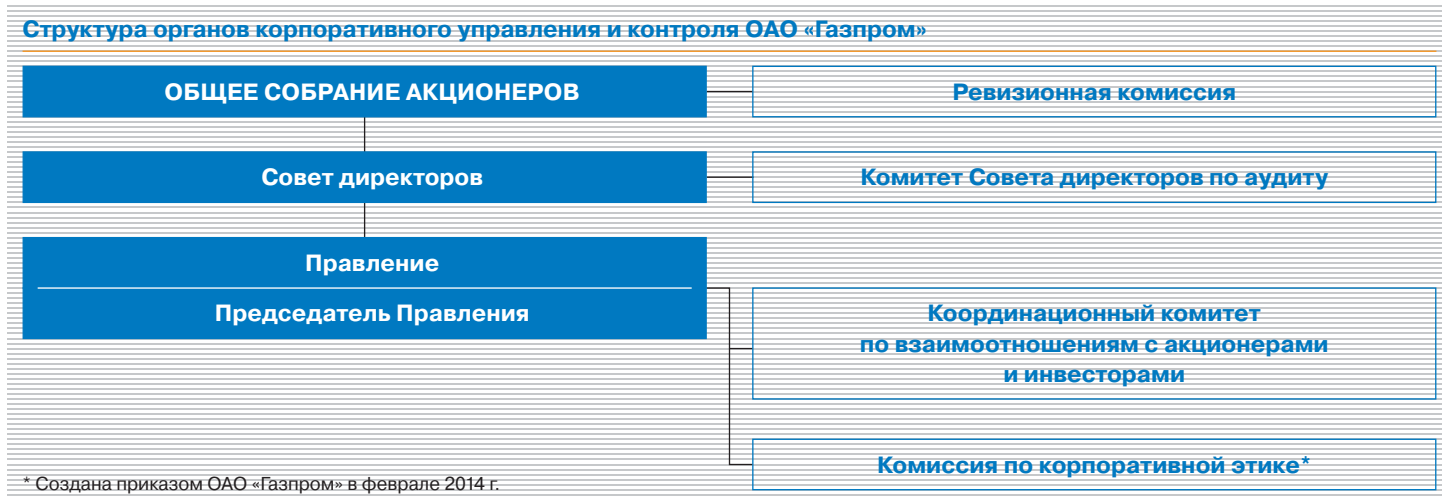 Структура органов корпоративного управления и контроля ОАО «Газпром»
ОБЩЕЕ СОБРАНИЕ АКЦИОНЕРОВ
Ревизионная комиссия
Совет директоров
Комитет Совета директоров по аудиту
Правление
Председатель Правления
Координационный комитет
по взаимоотношениям с акционерами
и инвесторами
Комиссия по корпоративной этике*
* Создана приказом ОАО «Газпром» в феврале 2014 г.